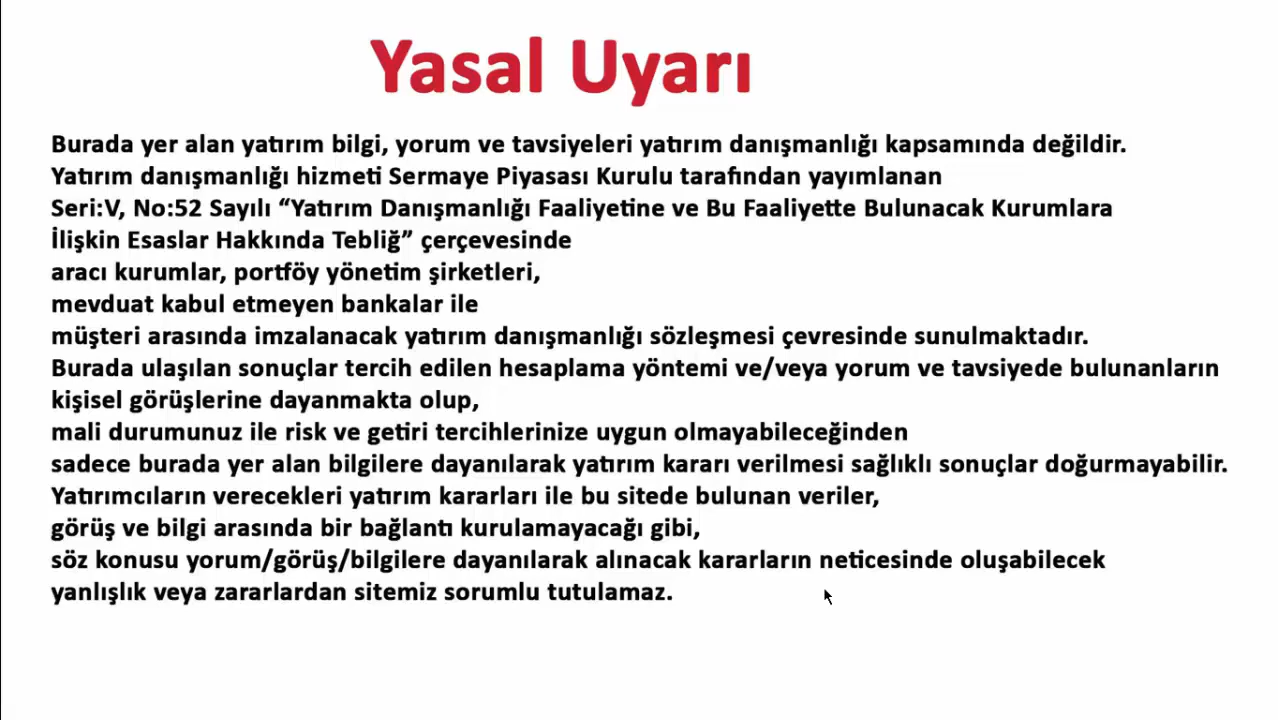 Yasal Uyarı
Burada yer alan yatırım bilgi, yorum ve tavsiyeleri yatırım danışmanlığı kapsamında değildir.
Yatırım danışmanlığı hizmeti Sermaye Piyasası Kurulu tarafından yayımlanan
Seri:V, No:52 Sayılı “Yatırım Danışmanlığı Faaliyetine ve Bu Faaliyette Bulunacak Kurumlara
İlişkin Esaslar Hakkında Tebliğ” çerçevesinde
aracı kurumlar, portföy yönetim şirketleri,
mevduat kabul etmeyen bankalar ile
müşteri arasında imzalanacak yatırım danışmanlığı sözleşmesi çevresinde sunulmaktadır.
Burada ulaşılan sonuçlar tercih edilen hesaplama yöntemi ve/veya yorum ve tavsiyede bulunanların
kişisel görüşlerine dayanmakta olup,
mali durumunuz ile risk ve getiri tercihlerinize uygun olmayabileceğinden
sadece burada yer alan bilgilere dayanılarak yatırım kararı verilmesi sağlıklı sonuçlar doğurmayabilir.
Yatırımcıların verecekleri yatırım kararları ile bu sitede bulunan veriler,
görüş ve bilgi arasında bir bağlantı kurulamayacağı gibi,
söz konusu yorum/görüş/bilgilere dayanılarak alınacak kararların neticesinde oluşabilecek
yanlışlık veya zararlardan sitemiz sorumlu tutulamaz.